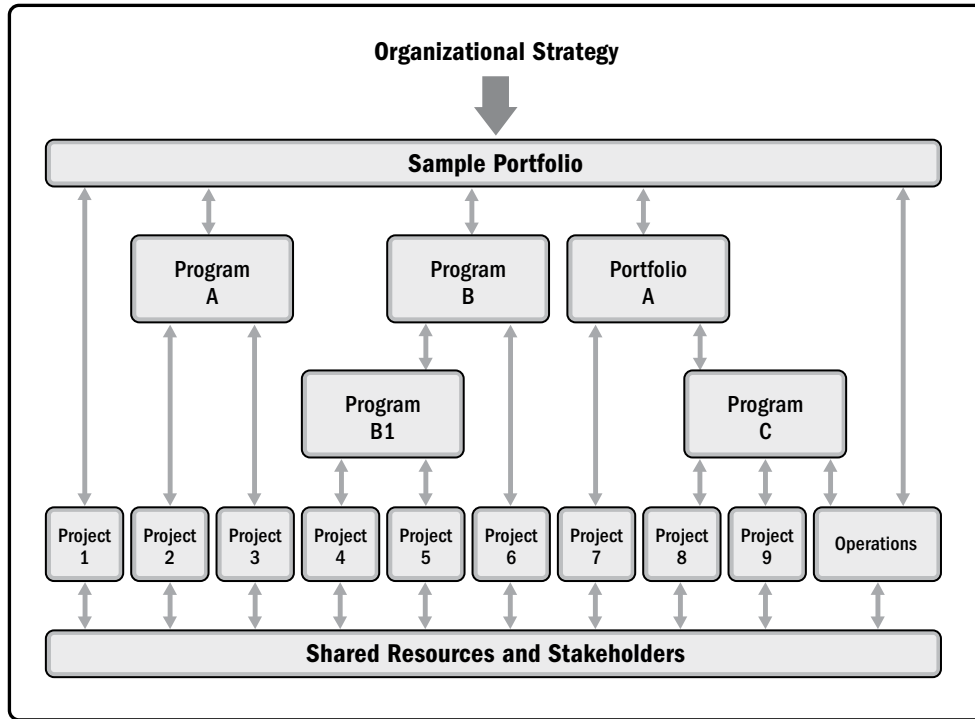 Organizational Strategy
Sample Portfolio
Program
A
Program
B
Portfolio
A
Program
B1
Program
C
Project
1
Project
2
Project
3
Project
4
Project
5
Project
6
Project
7
Project
8
Project
9
Operations
Shared Resources and Stakeholders